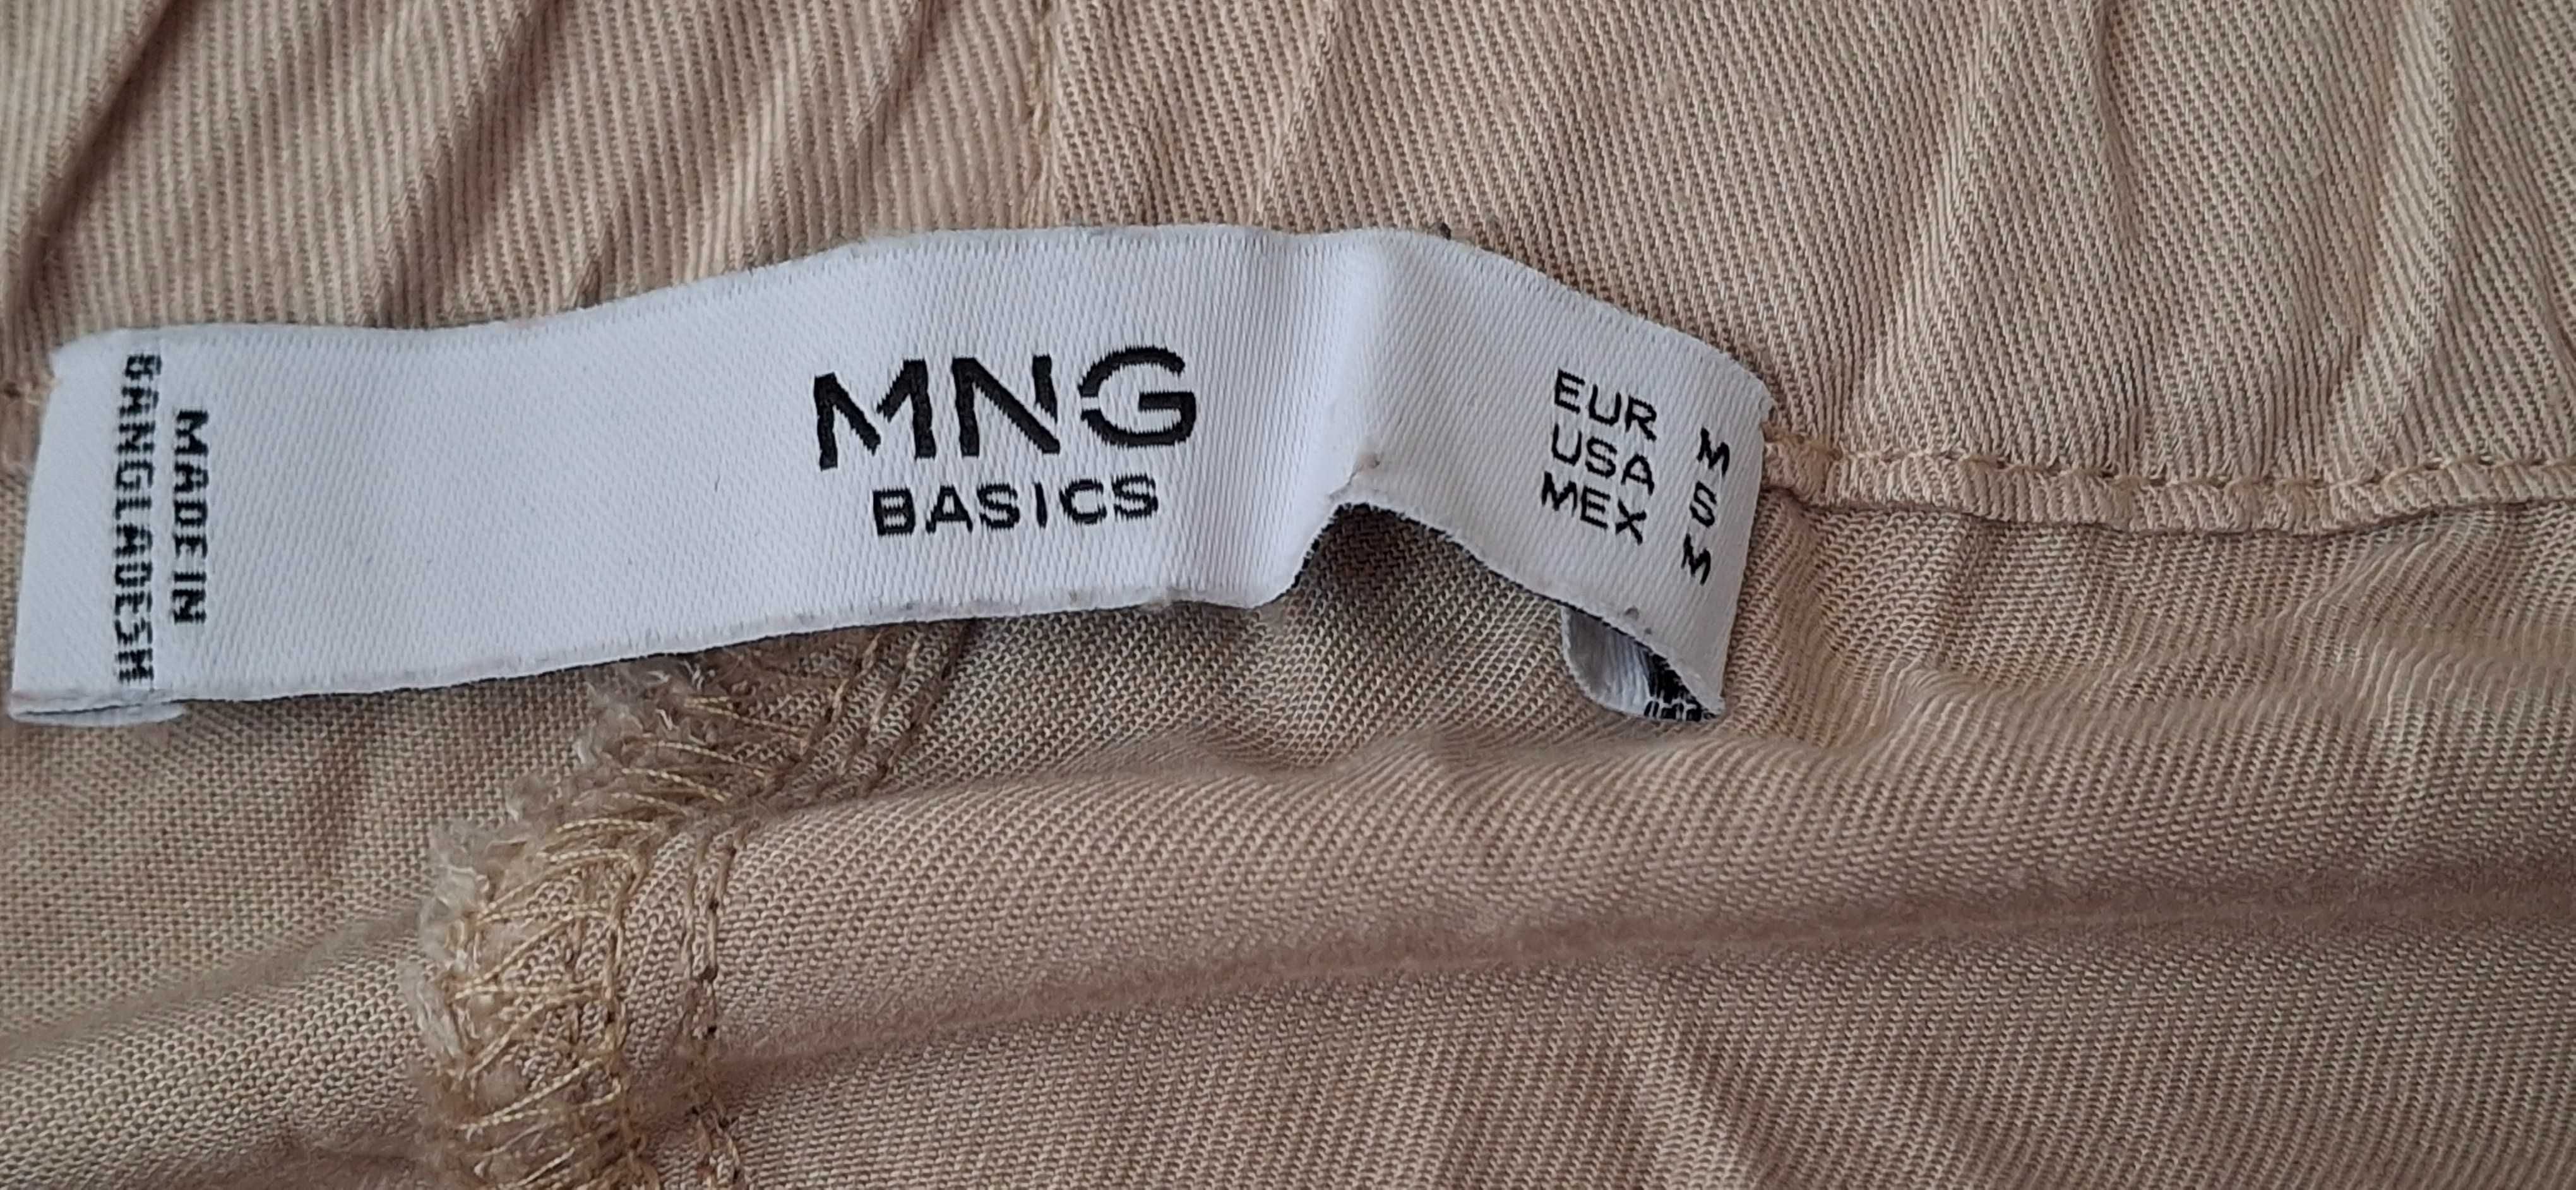 MADE IN
BANGLADESH
MNG
BASICS
EUR M
USA S
MEX M